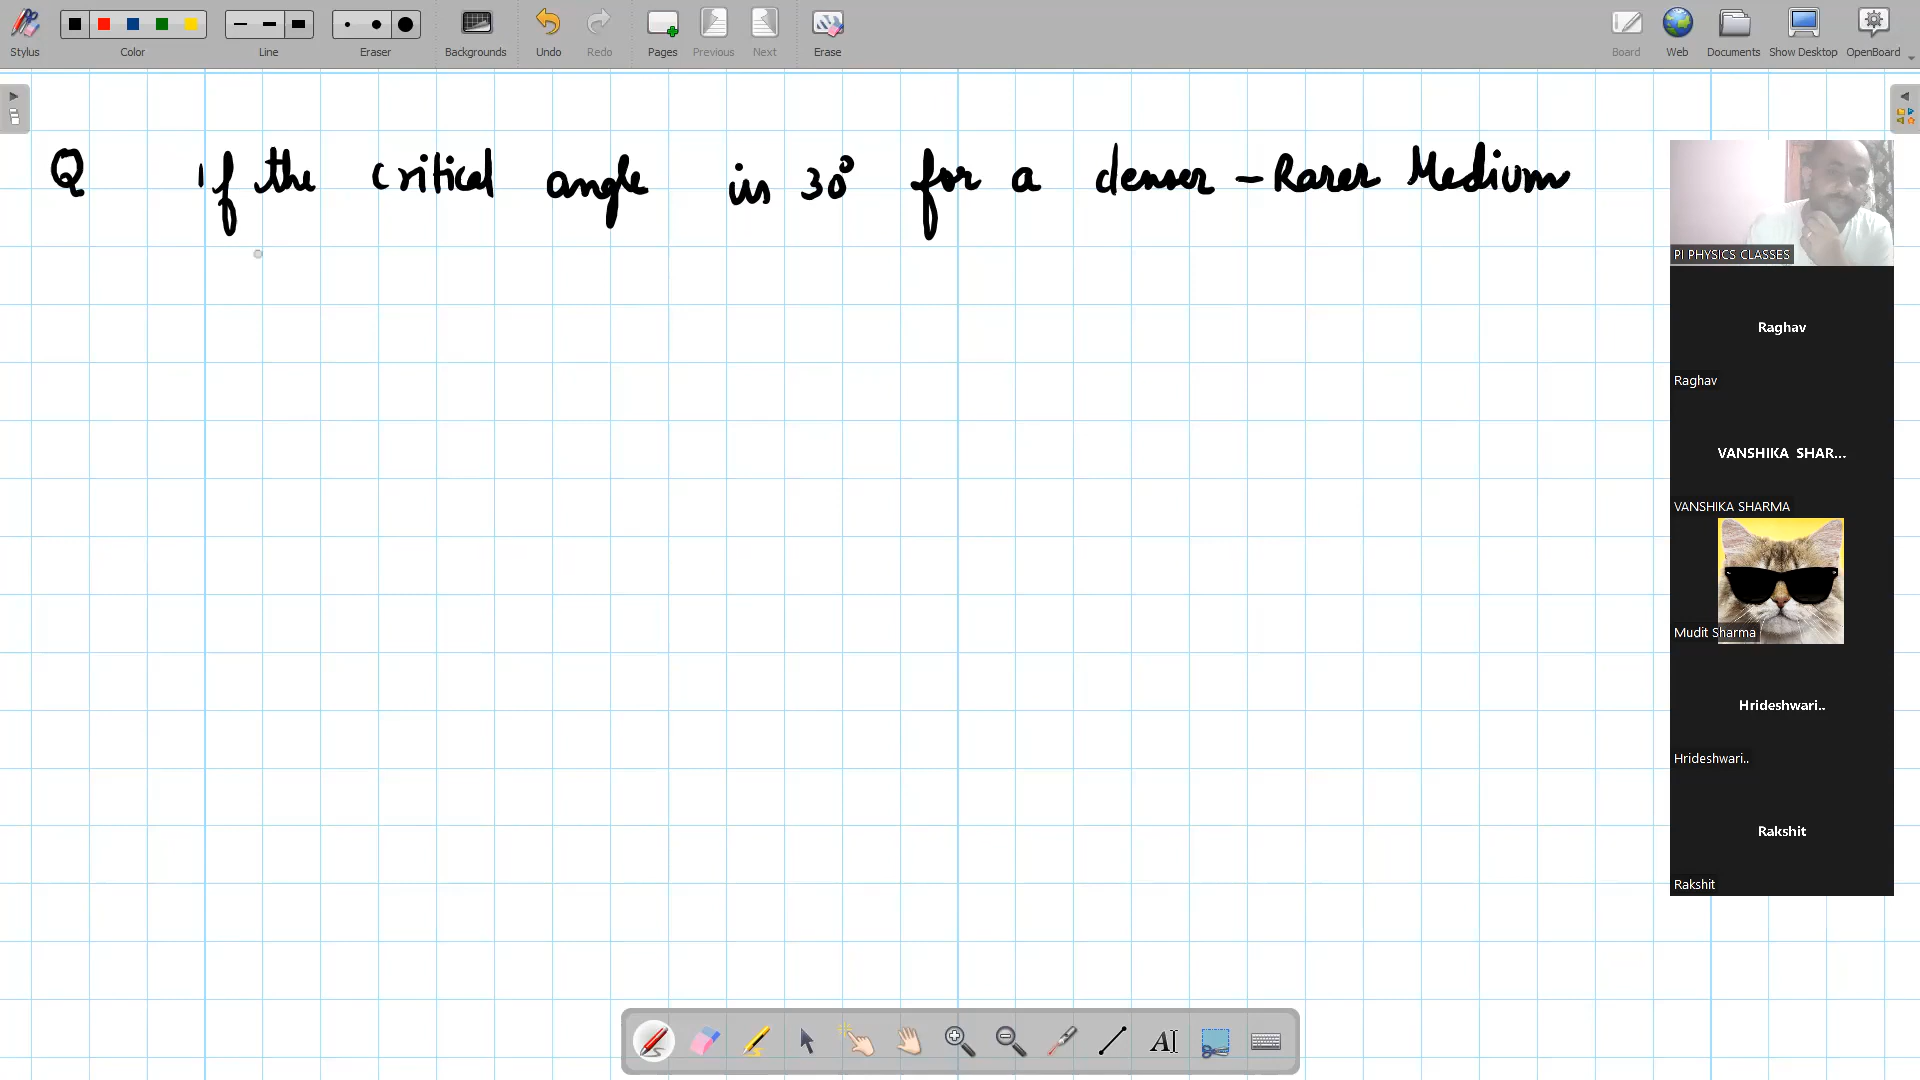 Stylus
Color
Line
Eraser
Backgrounds
Undo
Redo
Pages
Previous
Next
Erase
Board
Web
Documents
Show Desktop
OpenBoard
Q if the critical angle is 30° for a denser - Rarer Medium
PI PHYSICS CLASSES
Raghav
Raghav
VANSHIKA SHAR...
VANSHIKA SHARMA
Mudit Sharma
Hrideshwari..
Hrideshwari..
Rakshit
Rakshit